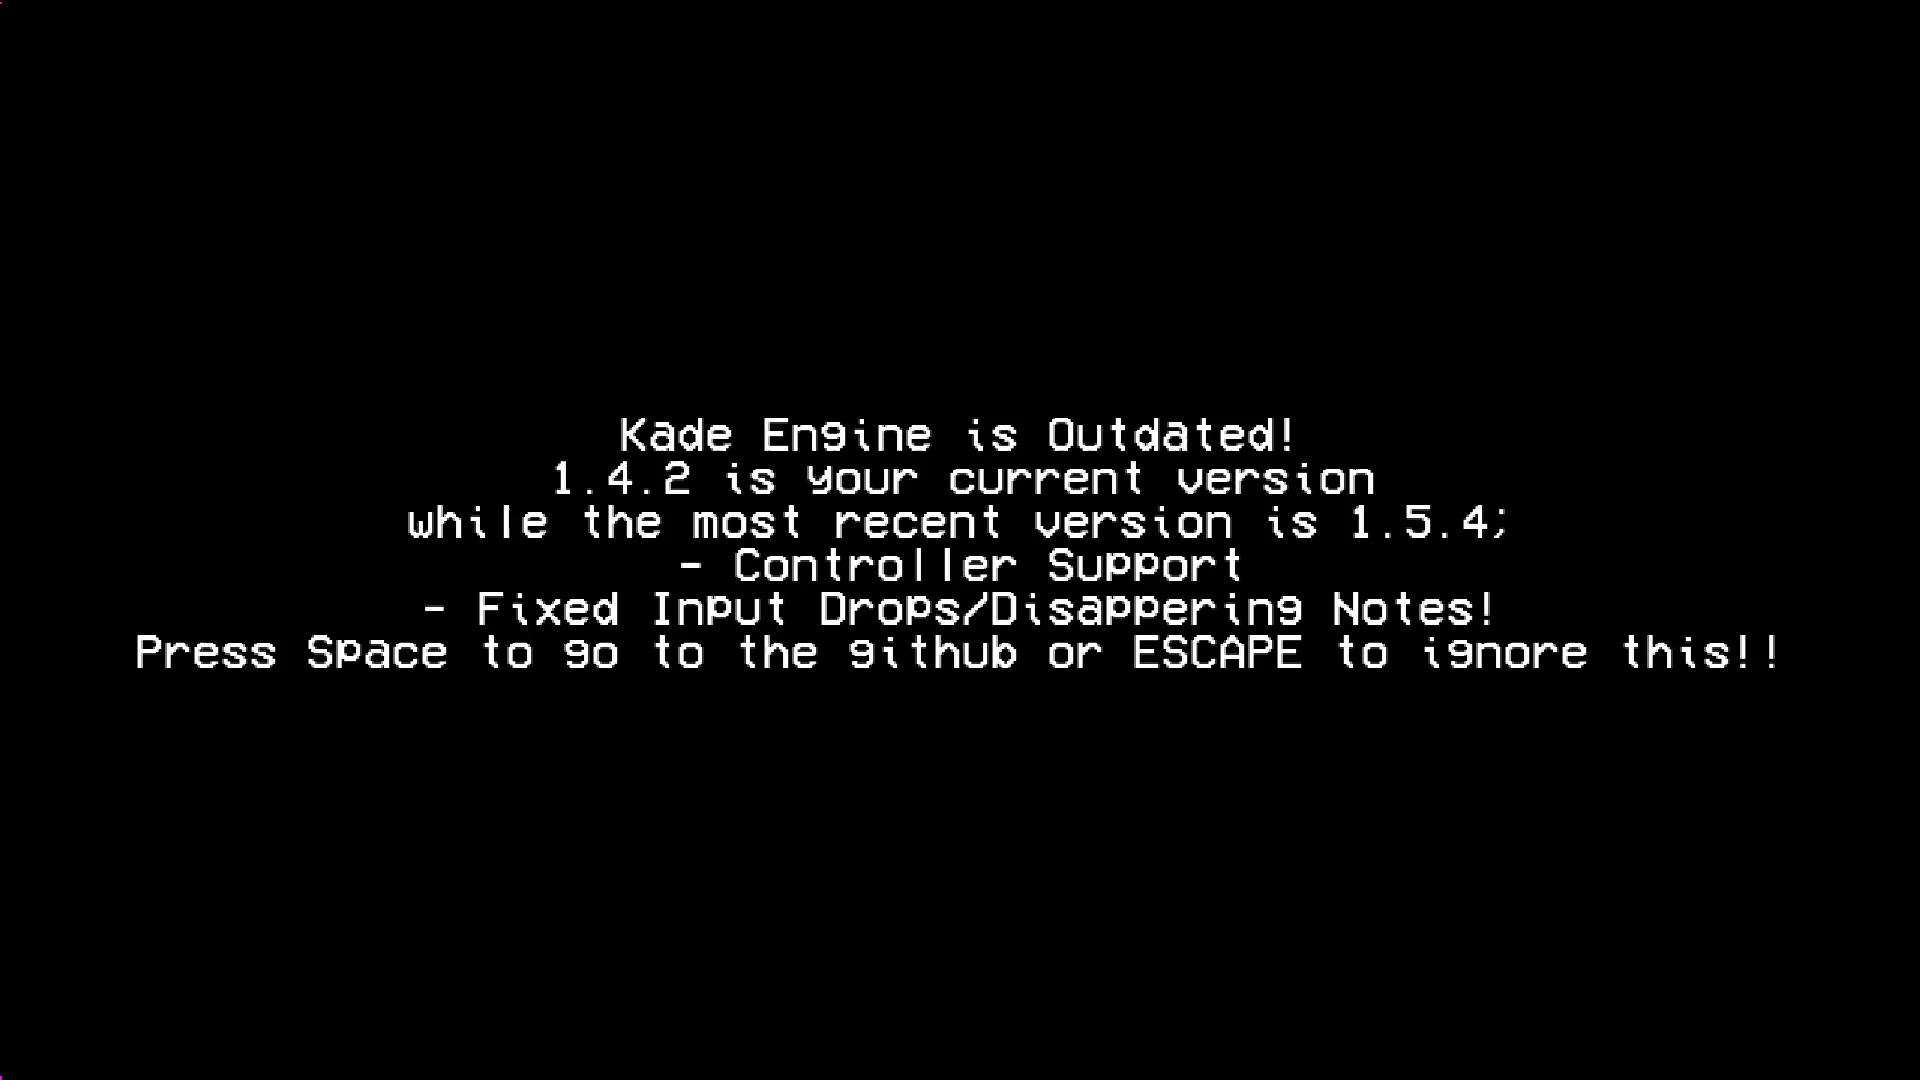 Kade Engine is Outdated!
1.4.2 is your current version
while the most recent version is 1.5.4;
- Controller Support
- Fixed Input Drops/Disappering Notes!
Press Space to go to the github or ESCAPE to ignore this!!